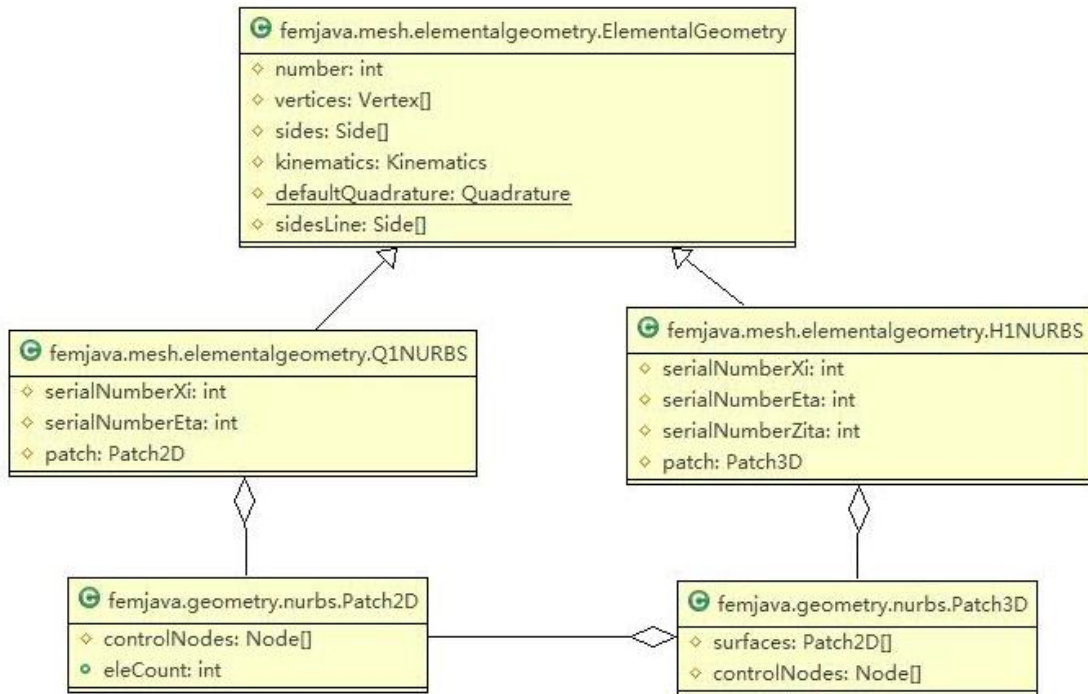 femjava.mesh.elementalgeometry.ElementalGeometry
number: int
vertices: Vertex[]
sides: Side[]
kinematics: Kinematics
defaultQuadrature: Quadrature
sidesLine: Side[]
femjava.mesh.elementalgeometry.Q1NURBS
serialNumberXi: int
serialNumberEta: int
patch: Patch2D
femjava.mesh.elementalgeometry.H1NURBS
serialNumberXi: int
serialNumberEta: int
serialNumberZita: int
patch: Patch3D
femjava.geometry.nurbs.Patch2D
controlNodes: Node[]
eleCount: int
femjava.geometry.nurbs.Patch3D
surfaces: Patch2D[]
controlNodes: Node[]